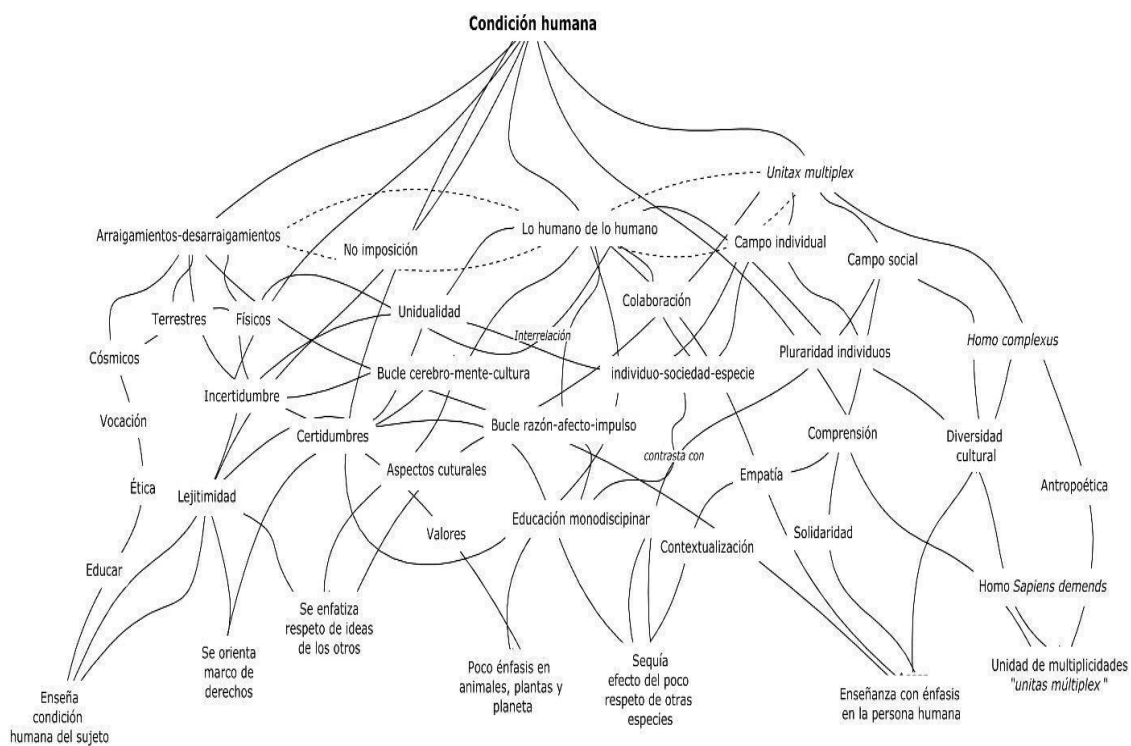 Condición humana
Unitax multiplex
Arraigamientos-desarraigamientos
No imposición
Lo humano de lo humano
Campo individual
Campo social
Terrestres
Físicos
Unidualidad
Colaboración
Interrelación
Cósmicos
Pluraridad individuos
Homo complexus
Incertidumbre
Bucle cerebro-mente-cultura
individuo-sociedad-especie
Vocación
Certidumbres
Bucle razón-afecto-impulso
Comprensión
Diversidad
cultural
contrasta con
Aspectos cuturales
Empatía
Ética
Lejitimidad
Antropoética
Valores
Educación monodiscipinar
Contextualización
Solidaridad
Educar
Homo Sapiens demends
Se enfatiza
respeto de ideas
de los otros
Se orienta
marco de
derechos
Poco énfasis en
animales, plantas y
planeta
Sequía
efecto del poco
respeto de otras
especies
Unidad de multiplicidades
"unitas múltiplex "
Enseña
condición
humana del sujeto
Enseñanza con énfasis
en la persona humana